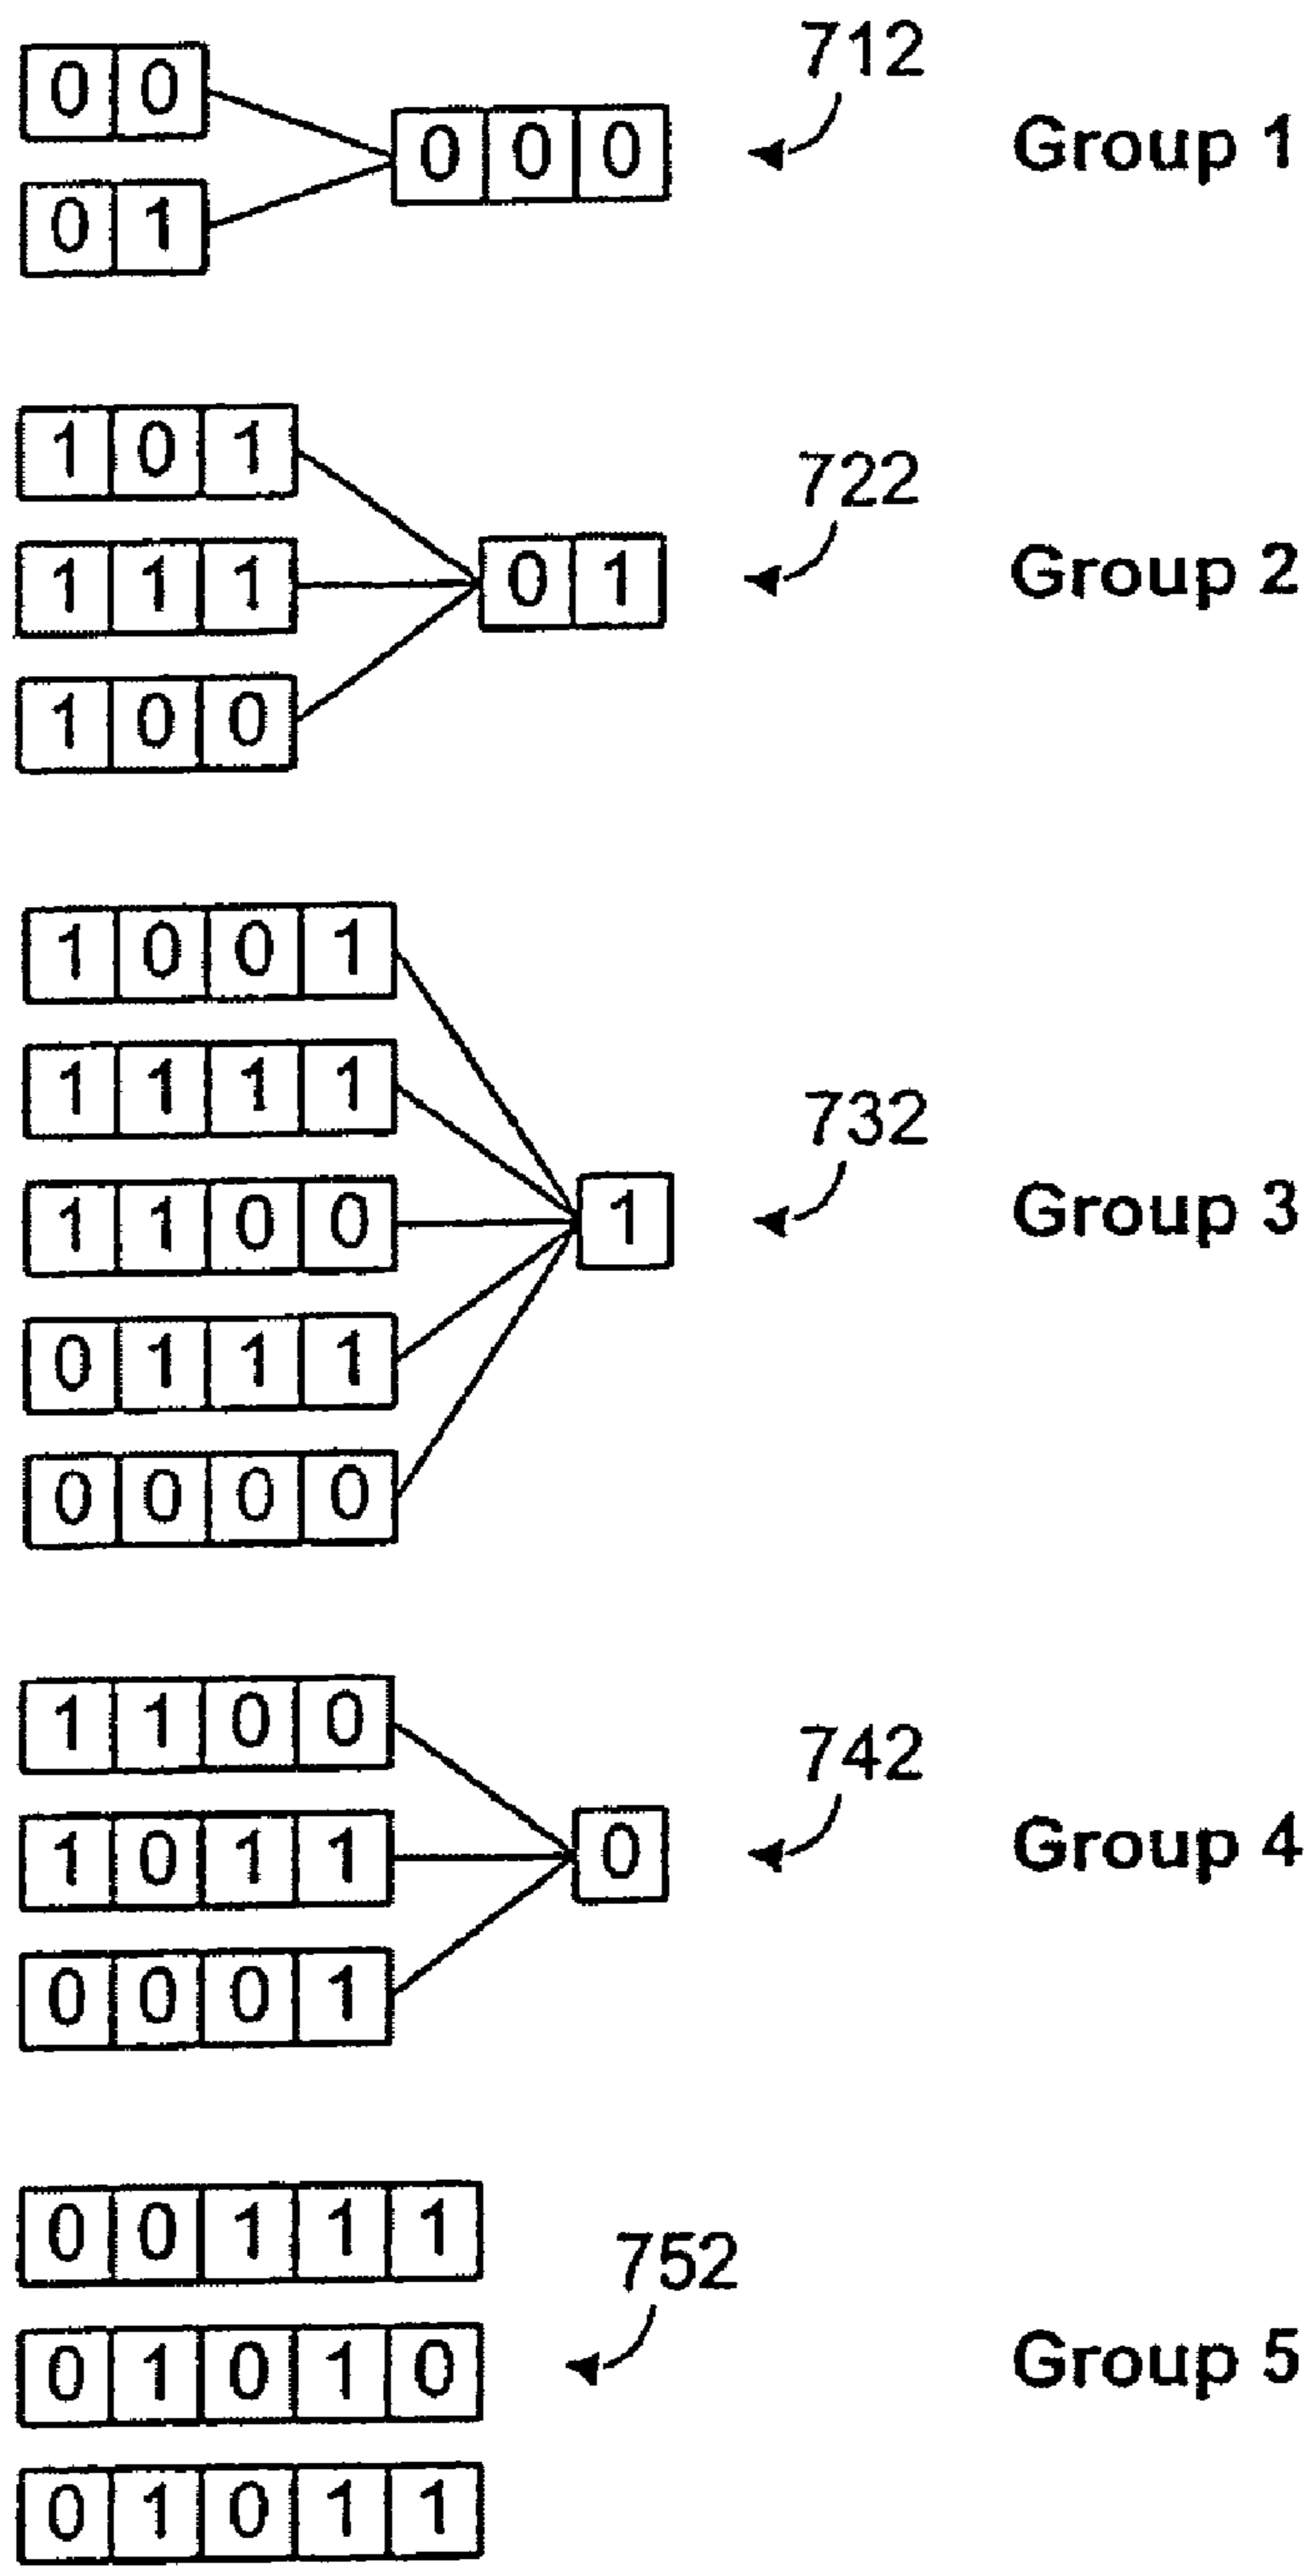 712
0 0
0 0 0
Group 1
0 1
1 0 1
722
1 1 1
0 1
Group 2
1 0 0
1 0 0 1
1 1 1 1
732
1 1 0 0
1
Group 3
0 1 1 1
0 0 0 0
1 1 0 0
742
1 0 1 1
0
Group 4
0 0 0 1
0 0 1 1 1
752
0 1 0 1 0
Group 5
0 1 0 1 1